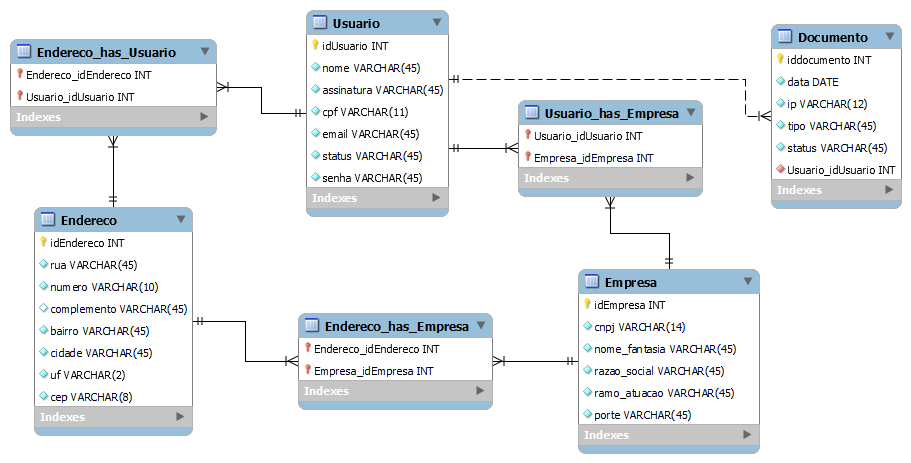 Endereco_has_Usuario
Endereco_idEndereco INT
Usuario_idUsuario INT
Indexes
Usuario
idUsuario INT
nome VARCHAR(45)
assinatura VARCHAR(45)
cpf VARCHAR(11)
email VARCHAR(45)
status VARCHAR(45)
senha VARCHAR(45)
Indexes
Documento
iddocumento INT
data DATE
ip VARCHAR(12)
tipo VARCHAR(45)
status VARCHAR(45)
Usuario_idUsuario INT
Indexes
Usuario_has_Empresa
Usuario_idUsuario INT
Empresa_idEmpresa INT
Indexes
Endereco
idEndereco INT
rua VARCHAR(45)
numero VARCHAR(10)
complemento VARCHAR(45)
bairro VARCHAR(45)
cidade VARCHAR(45)
uf VARCHAR(2)
cep VARCHAR(8)
Indexes
Endereco_has_Empresa
Endereco_idEndereco INT
Empresa_idEmpresa INT
Indexes
Empresa
idEmpresa INT
cnpj VARCHAR(14)
nome_fantasia VARCHAR(45)
razao_social VARCHAR(45)
ramo_atuacao VARCHAR(45)
porte VARCHAR(45)
Indexes